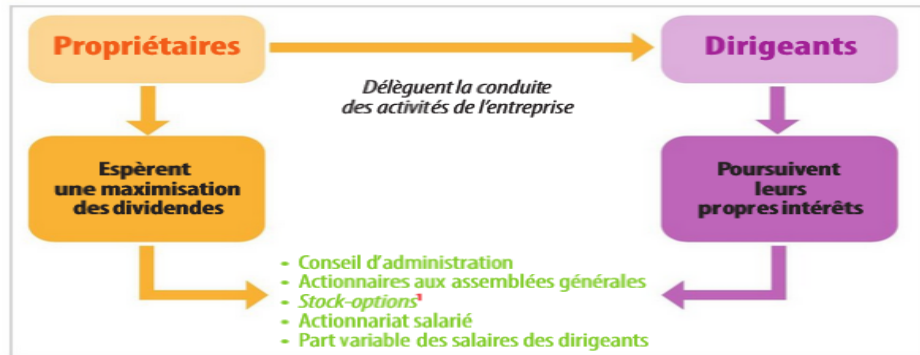 Propriétaires
Dirigeants
Délèguent la conduite
des activités de l'entreprise
Espèrent
une maximisation
des dividendes
Poursuivent
leurs
propres intérêts
• Conseil d'administration
• Actionnaires aux assemblées générales
• Stock-options¹
• Actionnariat salarié
• Part variable des salaires des dirigeants